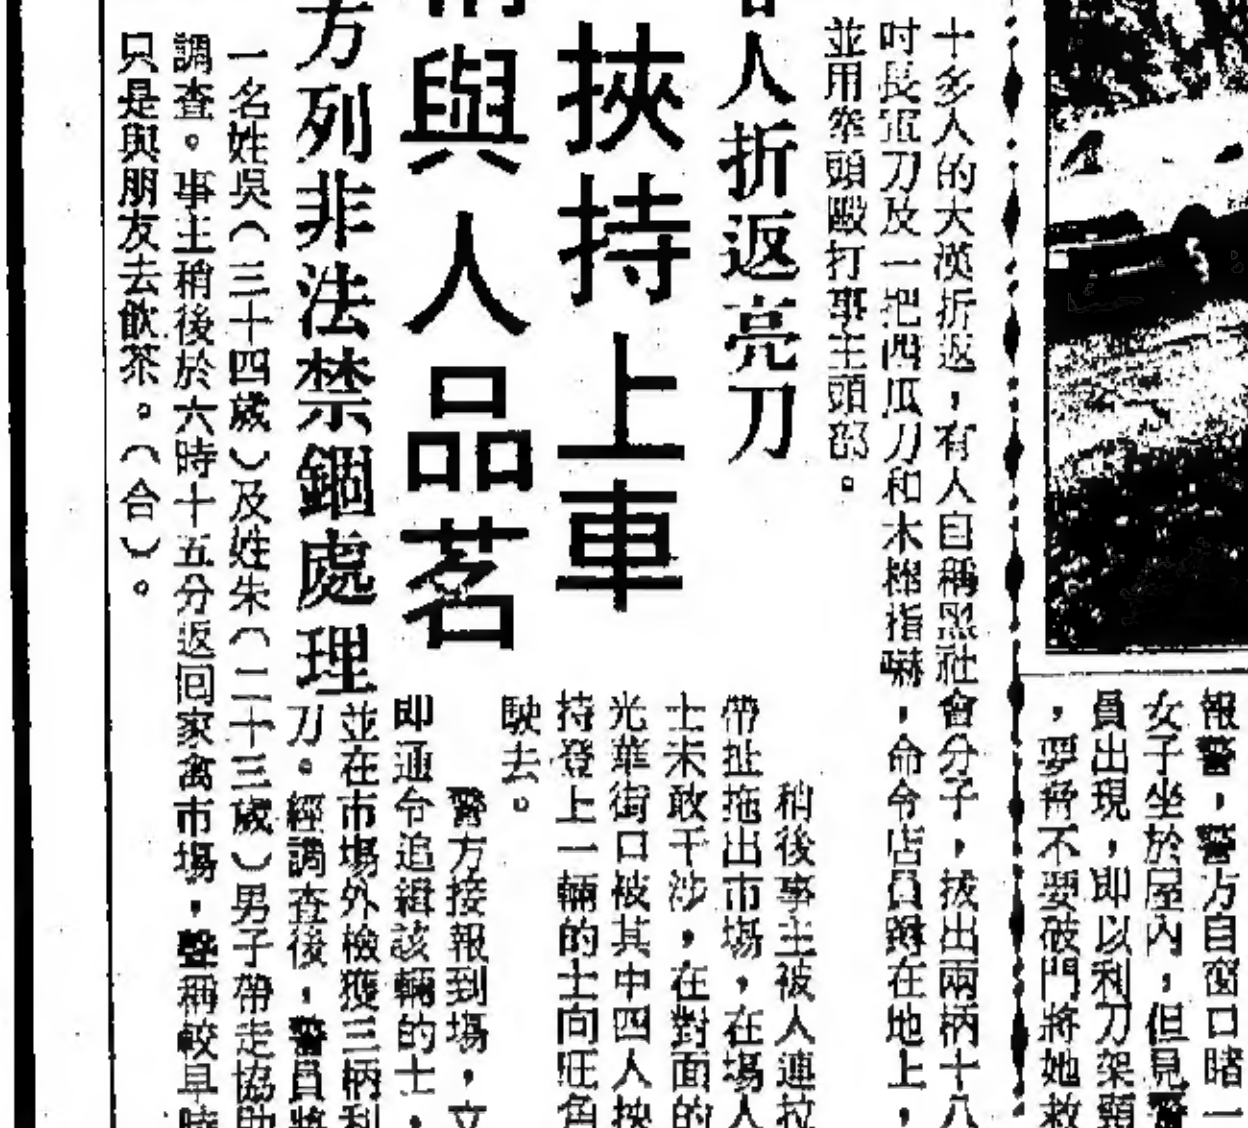 報警，警方自窗口睹一
女子坐於屋內，但見警
員出現，即以利刀架頸
，要脅不要破門將她救
人折返亮刀
挾持上車
與人品茗
方列非法禁錮處理
十多人的大漢折返，有人自稱黑社會分子，拔出兩柄十八
吋長軍刀及一把西瓜刀和木棍指嚇，命令店員蹲在地上，
並用拳頭毆打事主頭部。
稍後事主被人連拉
帶扯拖出市場，在場人
士未敢干涉，在對面的
光華街口被其中四人挾
持登上一輛的士向旺角
駛去。
警方接報到場，立
即通令追緝該輛的士，
並在市場外檢獲三柄利
刀。經調查後，警員將
一名姓吳（三十四歲）及姓朱（二十三歲）男子帶走協助
調查。事主稍後於六時十五分返回家禽市場，聲稱較早時
只是與朋友去飲茶。（合）。